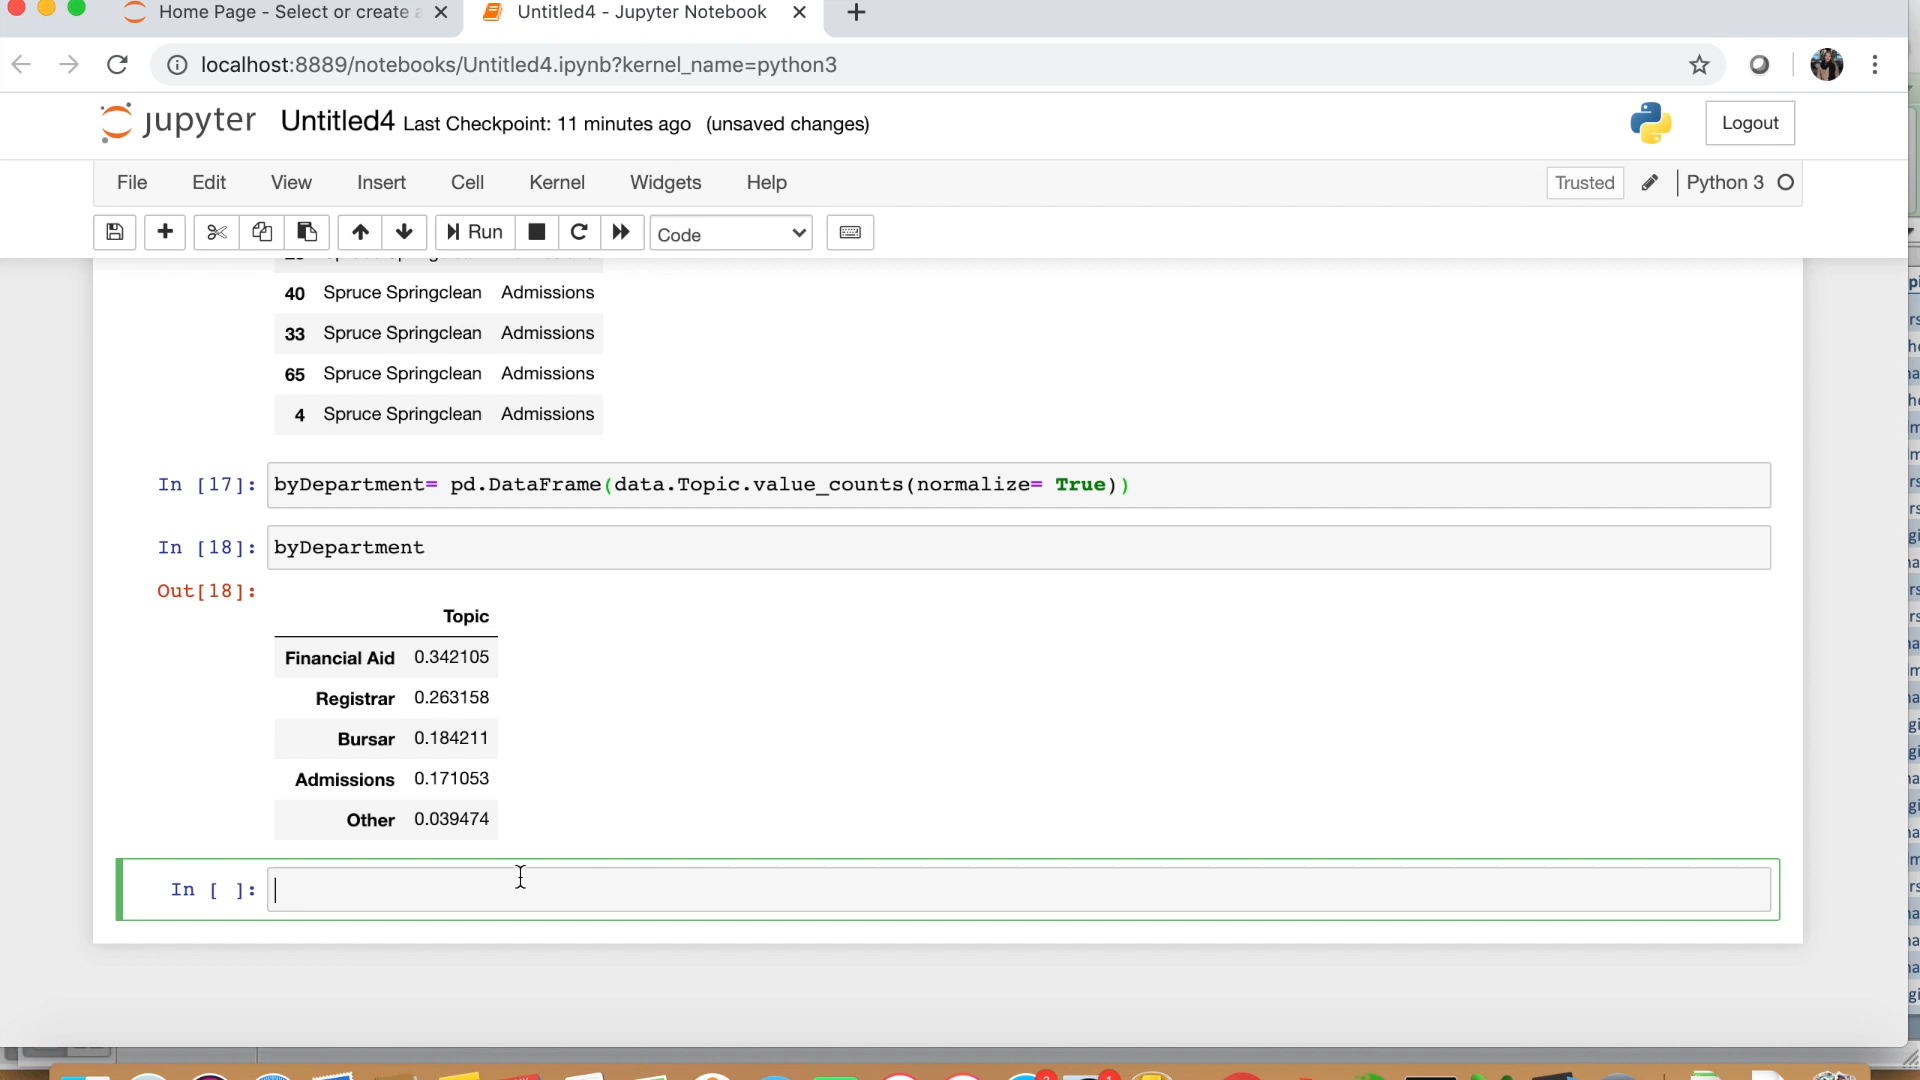 Home Page - Select or create a
Untitled4 - Jupyter Notebook
localhost:8889/notebooks/Untitled4.ipynb?kernel_name=python3
jupyter Untitled4 Last Checkpoint: 11 minutes ago (unsaved changes)
Logout
File Edit View Insert Cell Kernel Widgets Help
Trusted Python 3
Run Code
40 Spruce Springclean Admissions
33 Spruce Springclean Admissions
65 Spruce Springclean Admissions
4 Spruce Springclean Admissions
In [17]: byDepartment= pd.DataFrame(data.Topic.value_counts(normalize= True))
In [18]: byDepartment
Out[18]:
Topic
Financial Aid 0.342105
Registrar 0.263158
Bursar 0.184211
Admissions 0.171053
Other 0.039474
In [ ]: